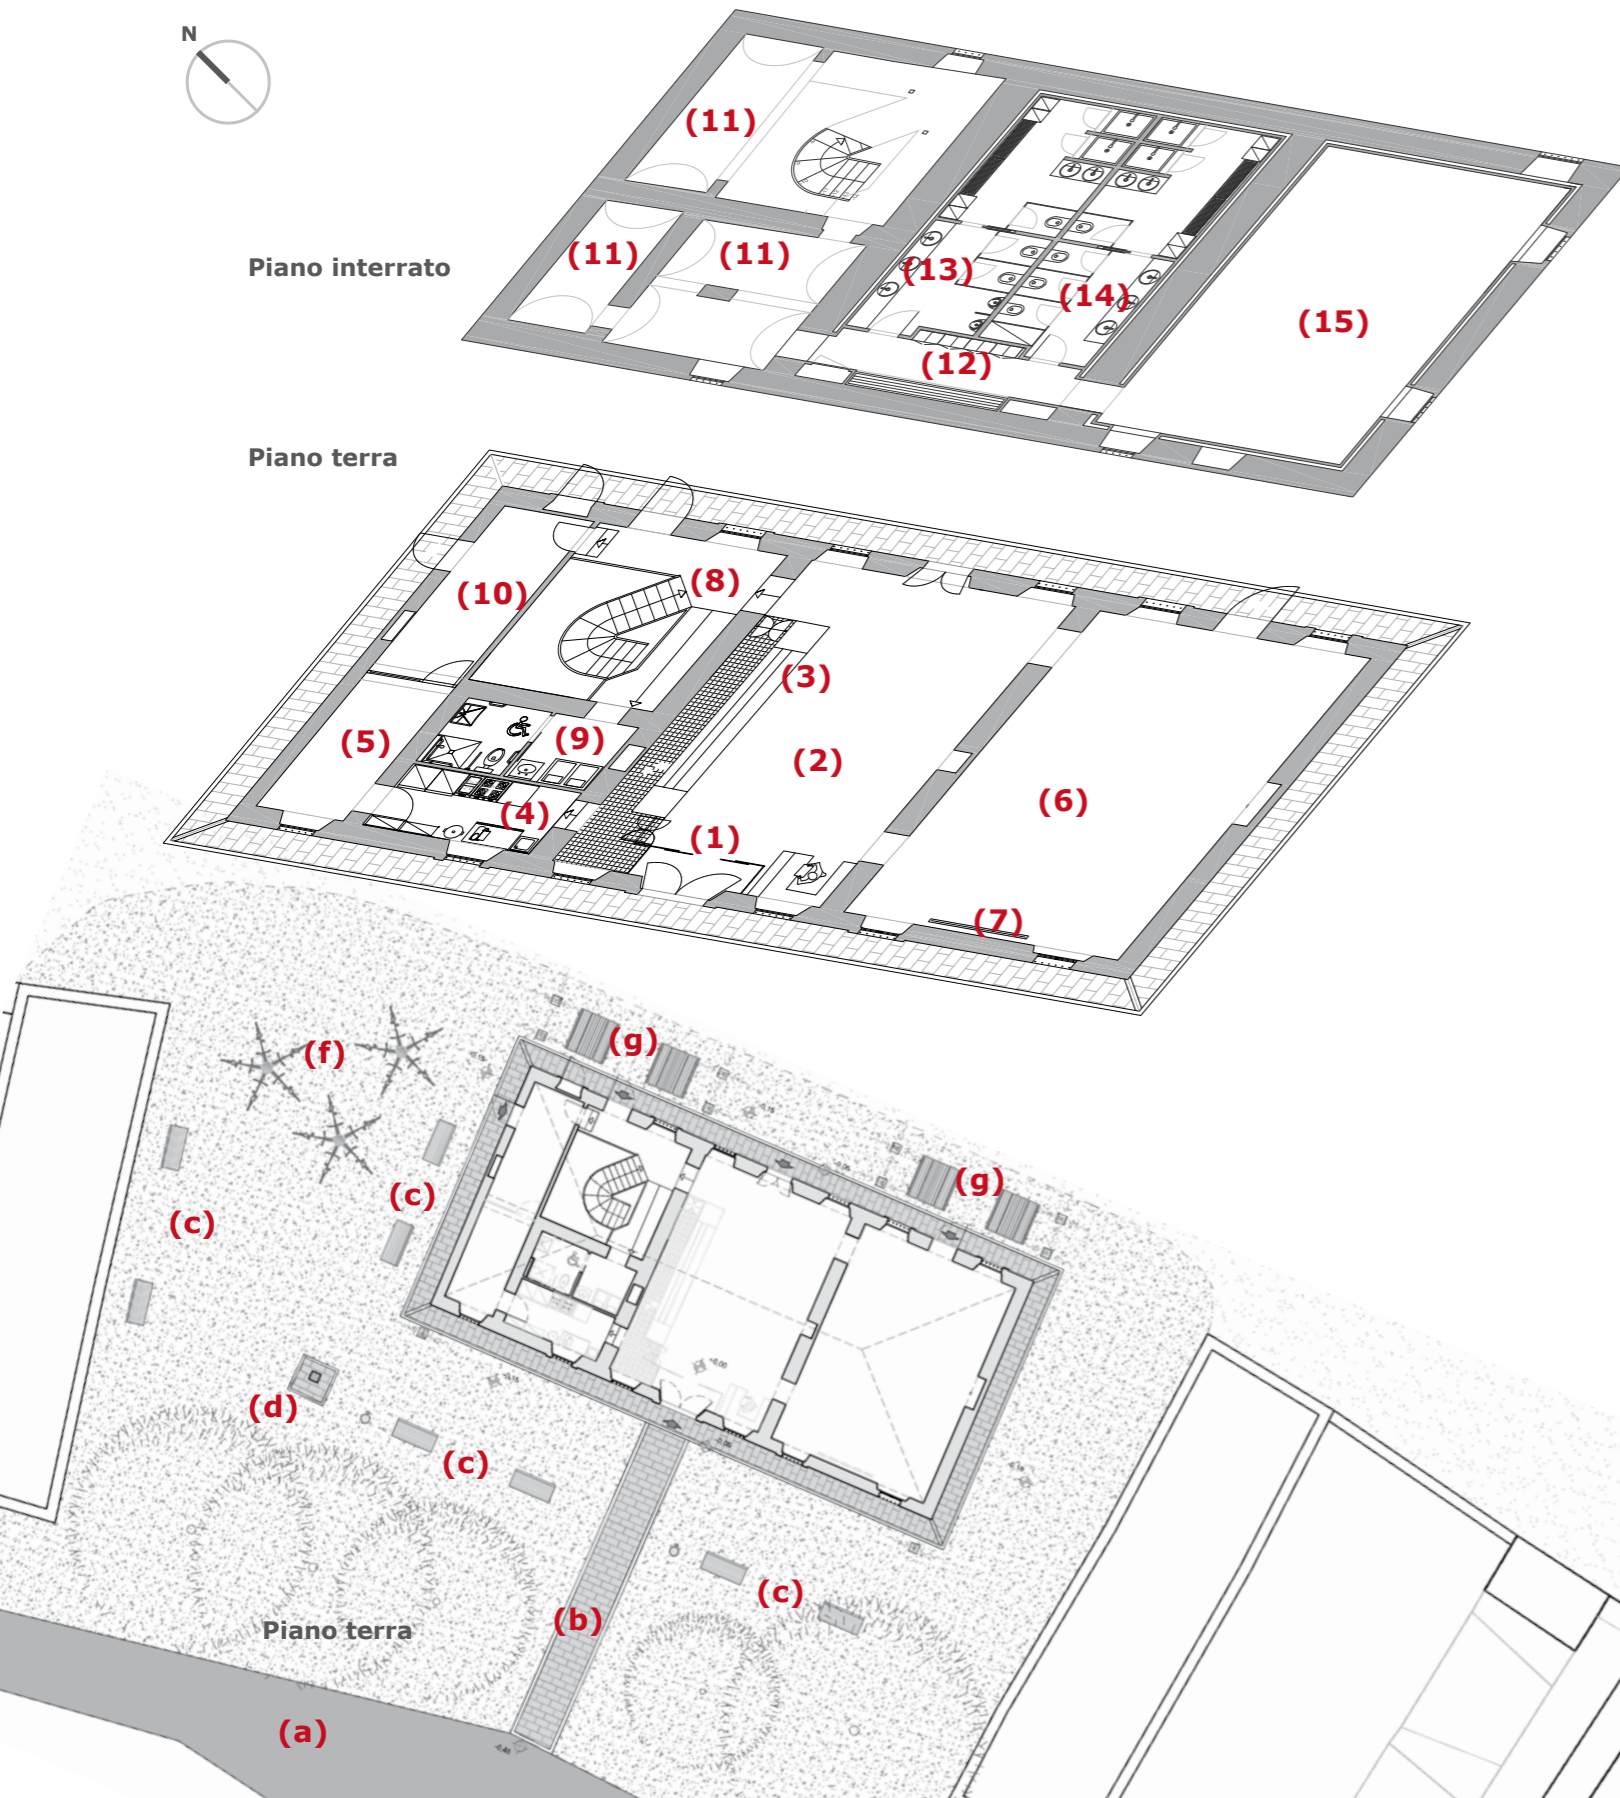 N
(11)
(11)
(11)
Piano interrato
(13)
(14)
(15)
(12)
Piano terra
(8)
(10)
(3)
(5)
(9)
(2)
(4)
(6)
(1)
(7)
(g)
(f)
(g)
(c)
(c)
(d)
(c)
(c)
(b)
Piano terra
(a)